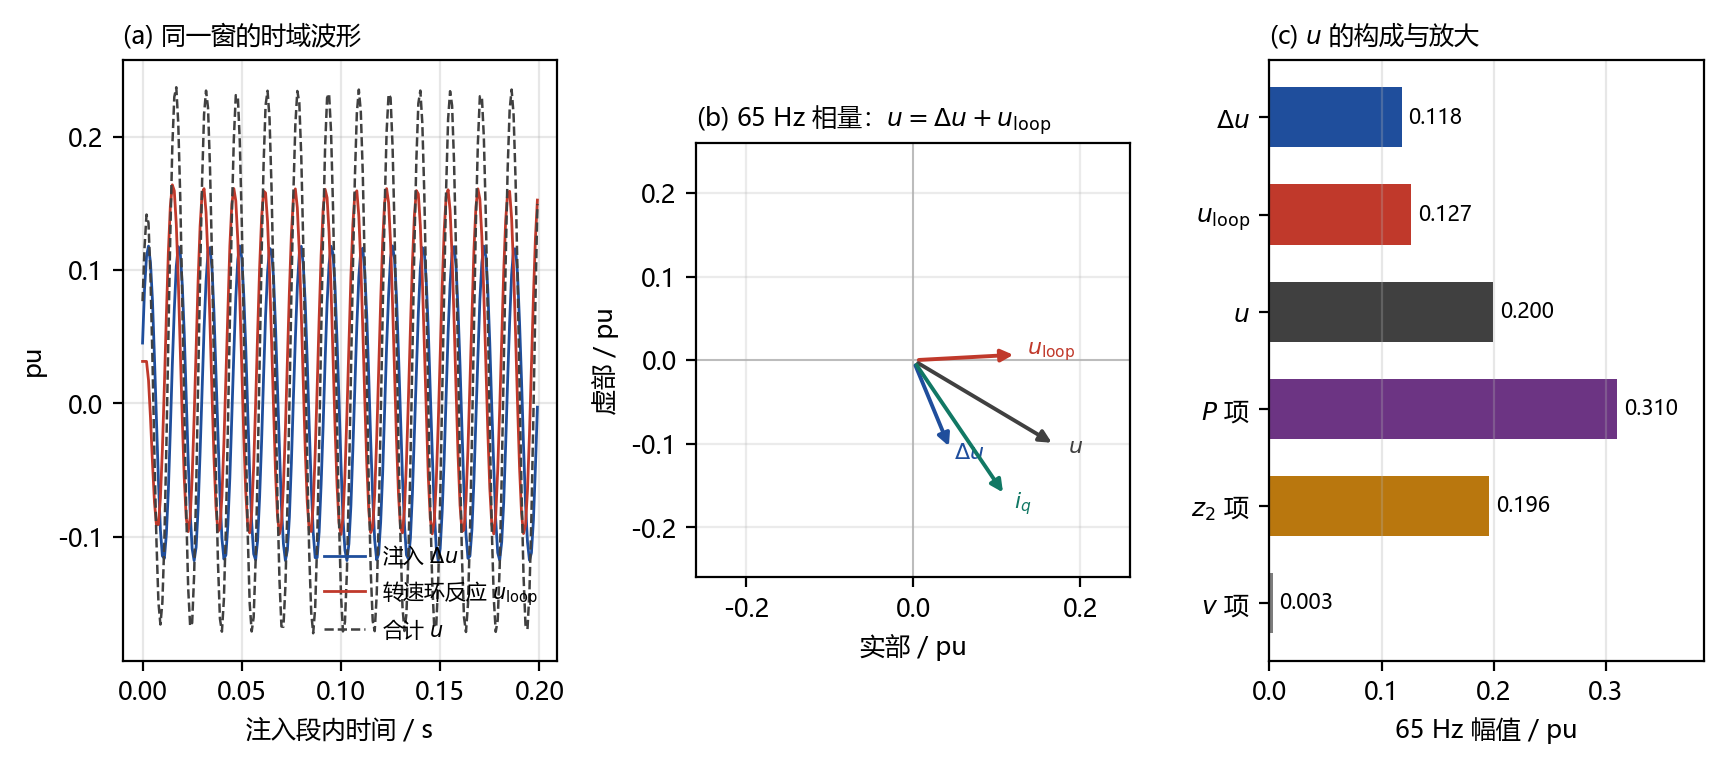 (a) 同一窗的时域波形
pu
0.2
0.1
0.0
-0.1
0.00 0.05 0.10 0.15 0.20
注入段内时间 / s
注入 Δu
转速环反应 u_loop
合计 u
(b) 65 Hz 相量: u = Δu + u_loop
虚部 / pu
0.2
0.1
0.0
-0.1
-0.2
-0.2 0.0 0.2
实部 / pu
u_loop
u
Δu
i_q
(c) u 的构成与放大
Δu 0.118
u_loop 0.127
u 0.200
P 项 0.310
z_2 项 0.196
v 项 0.003
0.0 0.1 0.2 0.3
65 Hz 幅值 / pu